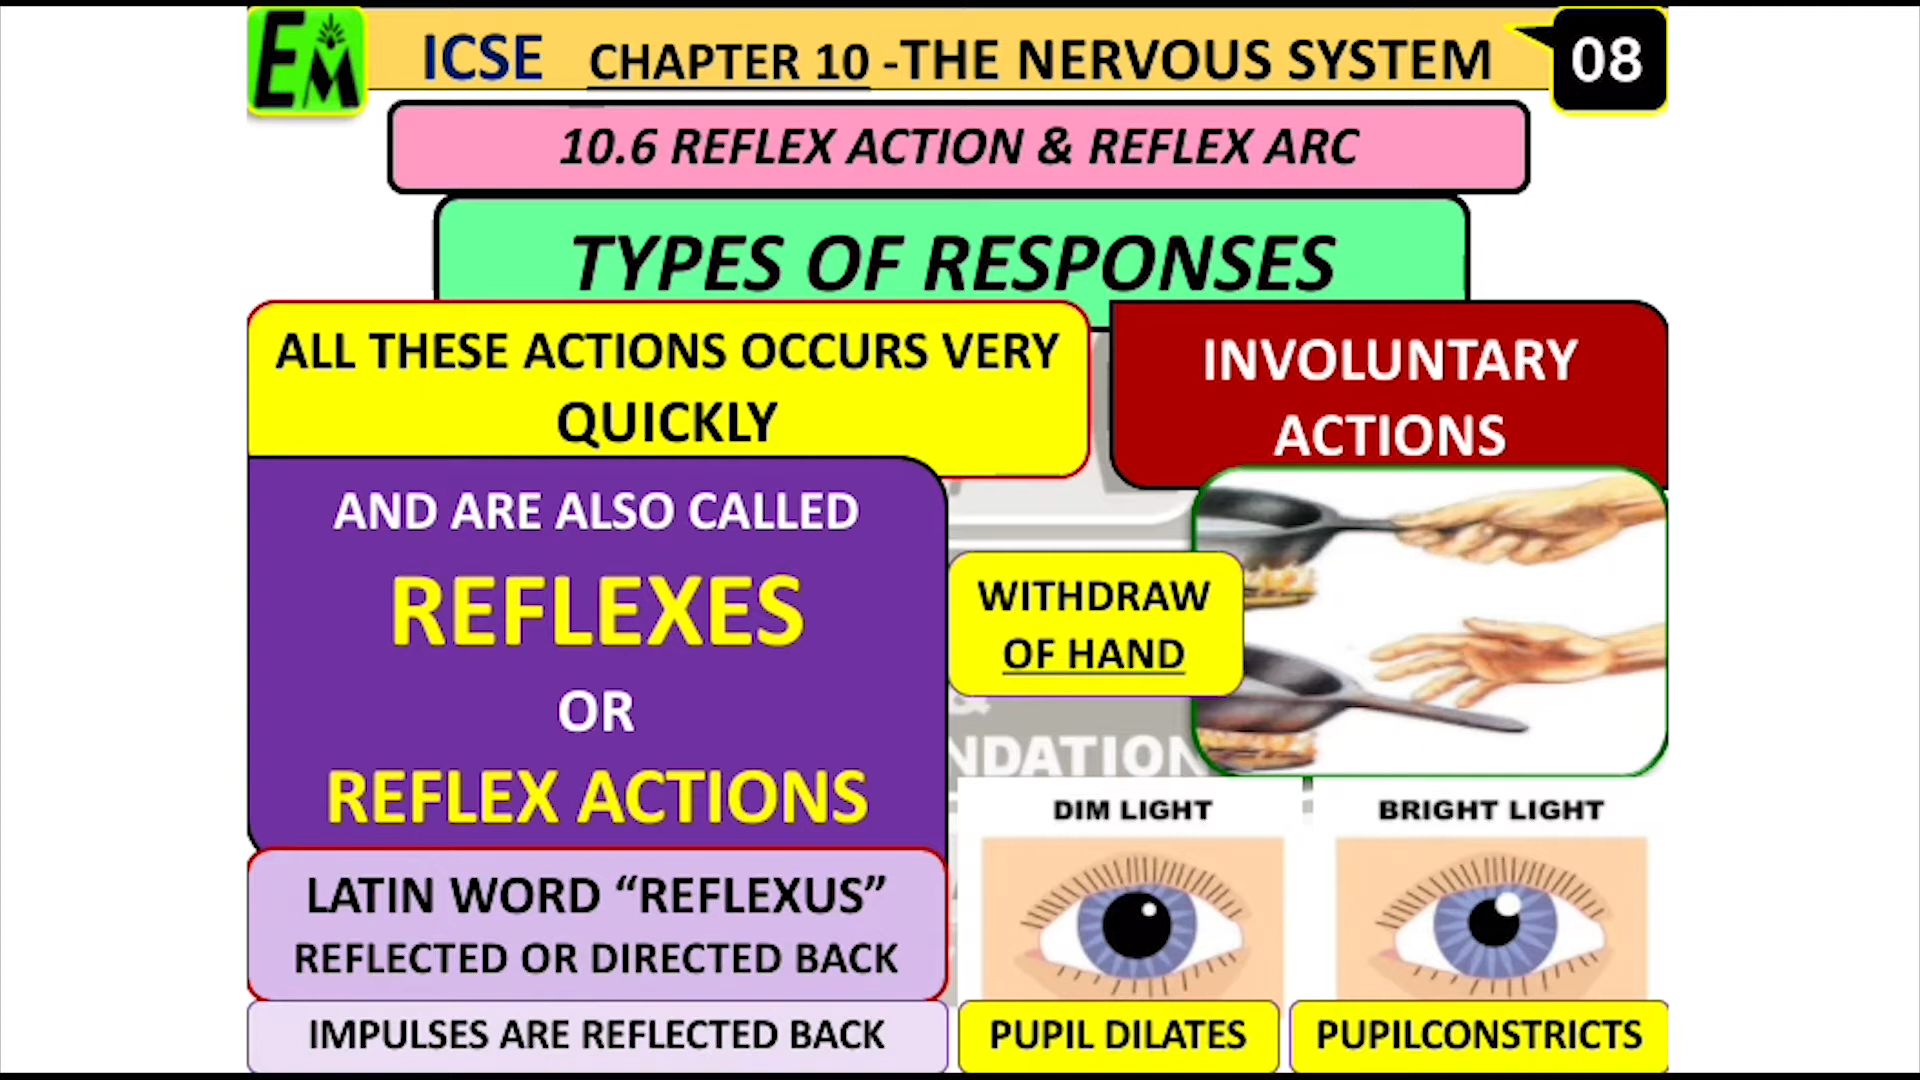 EM
ICSE CHAPTER 10 -THE NERVOUS SYSTEM
08
10.6 REFLEX ACTION & REFLEX ARC
TYPES OF RESPONSES
ALL THESE ACTIONS OCCURS VERY
QUICKLY
INVOLUNTARY
ACTIONS
AND ARE ALSO CALLED
REFLEXES
OR
REFLEX ACTIONS
WITHDRAW
OF HAND
&
NDATION
LATIN WORD “REFLEXUS”
REFLECTED OR DIRECTED BACK
IMPULSES ARE REFLECTED BACK
DIM LIGHT
BRIGHT LIGHT
PUPIL DILATES
PUPILCONSTRICTS